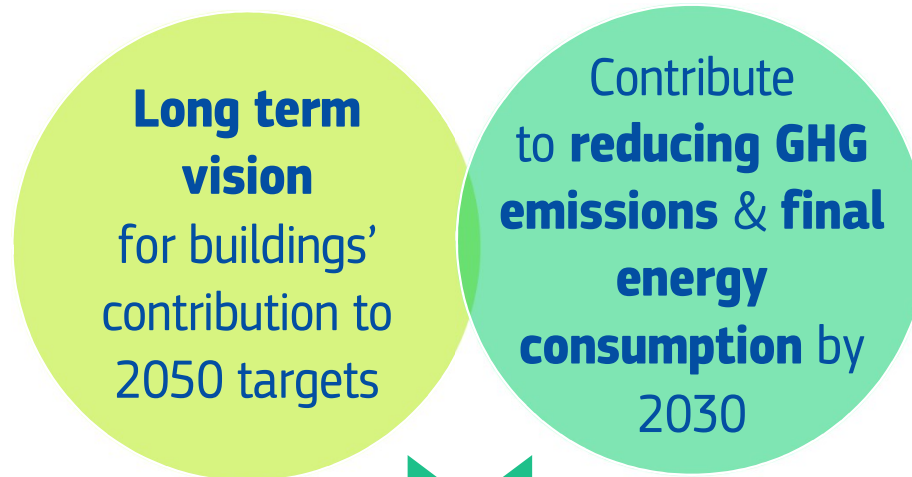 Long term
vision
for buildings’
contribution to
2050 targets
Contribute
to reducing GHG
emissions & final
energy
consumption by
2030